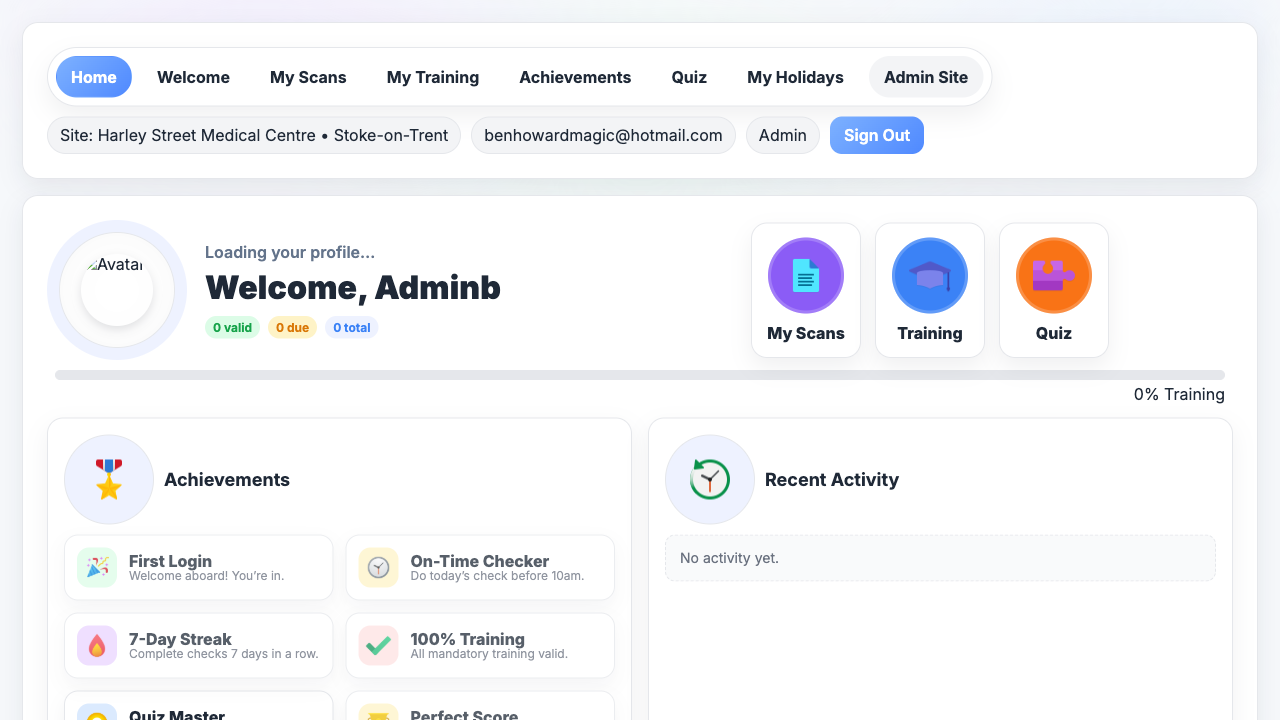 Home Welcome My Scans My Training Achievements Quiz My Holidays Admin Site
Site: Harley Street Medical Centre • Stoke-on-Trent benhowardmagic@hotmail.com Admin Sign Out
Avatar
Loading your profile…
Welcome, Adminb
0 valid 0 due 0 total
My Scans Training Quiz
0% Training
Achievements
First Login
Welcome aboard! You’re in.
On-Time Checker
Do today’s check before 10am.
7-Day Streak
Complete checks 7 days in a row.
100% Training
All mandatory training valid.
Quiz Master
Perfect Score
Recent Activity
No activity yet.